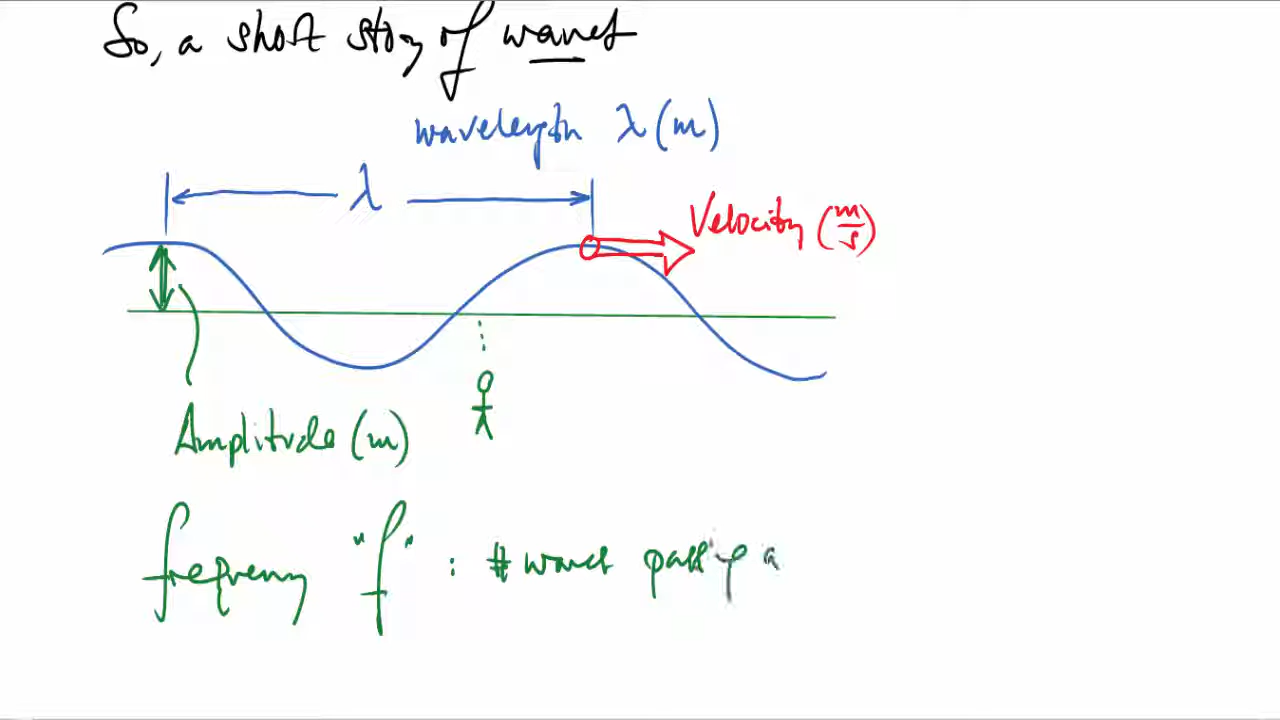 So, a short story of waves
wavelength λ (m)
λ
Velocity (m/s)
Amplitude (m)
frequency "f" : # waves passing a